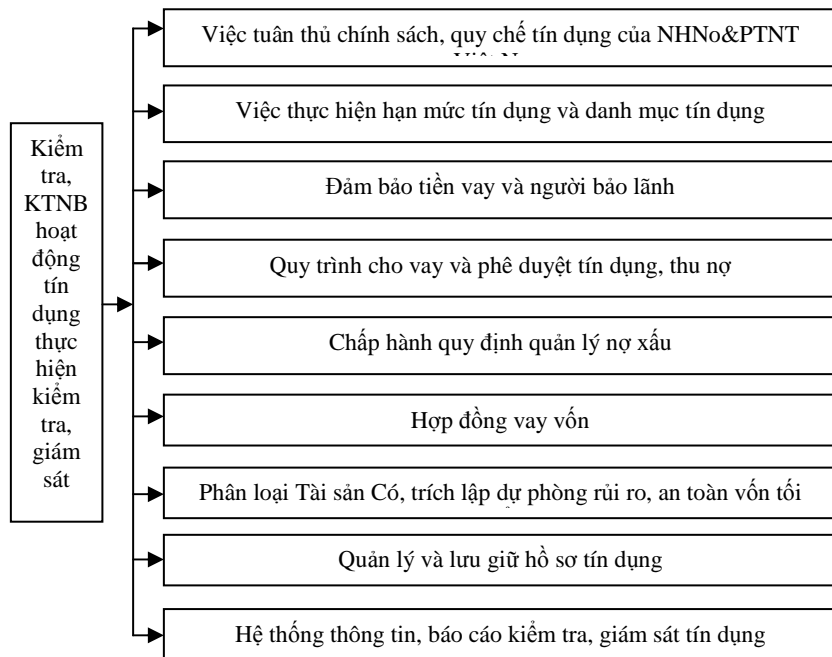 Việc tuân thủ chính sách, quy chế tín dụng của NHNo&PTNT
Việc thực hiện hạn mức tín dụng và danh mục tín dụng
Kiểm
tra,
KTNB
hoạt
động
tín
dụng
thực
hiện
kiểm
tra,
giám
sát
Đảm bảo tiền vay và người bảo lãnh
Quy trình cho vay và phê duyệt tín dụng, thu nợ
Chấp hành quy định quản lý nợ xấu
Hợp đồng vay vốn
Phân loại Tài sản Có, trích lập dự phòng rủi ro, an toàn vốn tối
Quản lý và lưu giữ hồ sơ tín dụng
Hệ thống thông tin, báo cáo kiểm tra, giám sát tín dụng